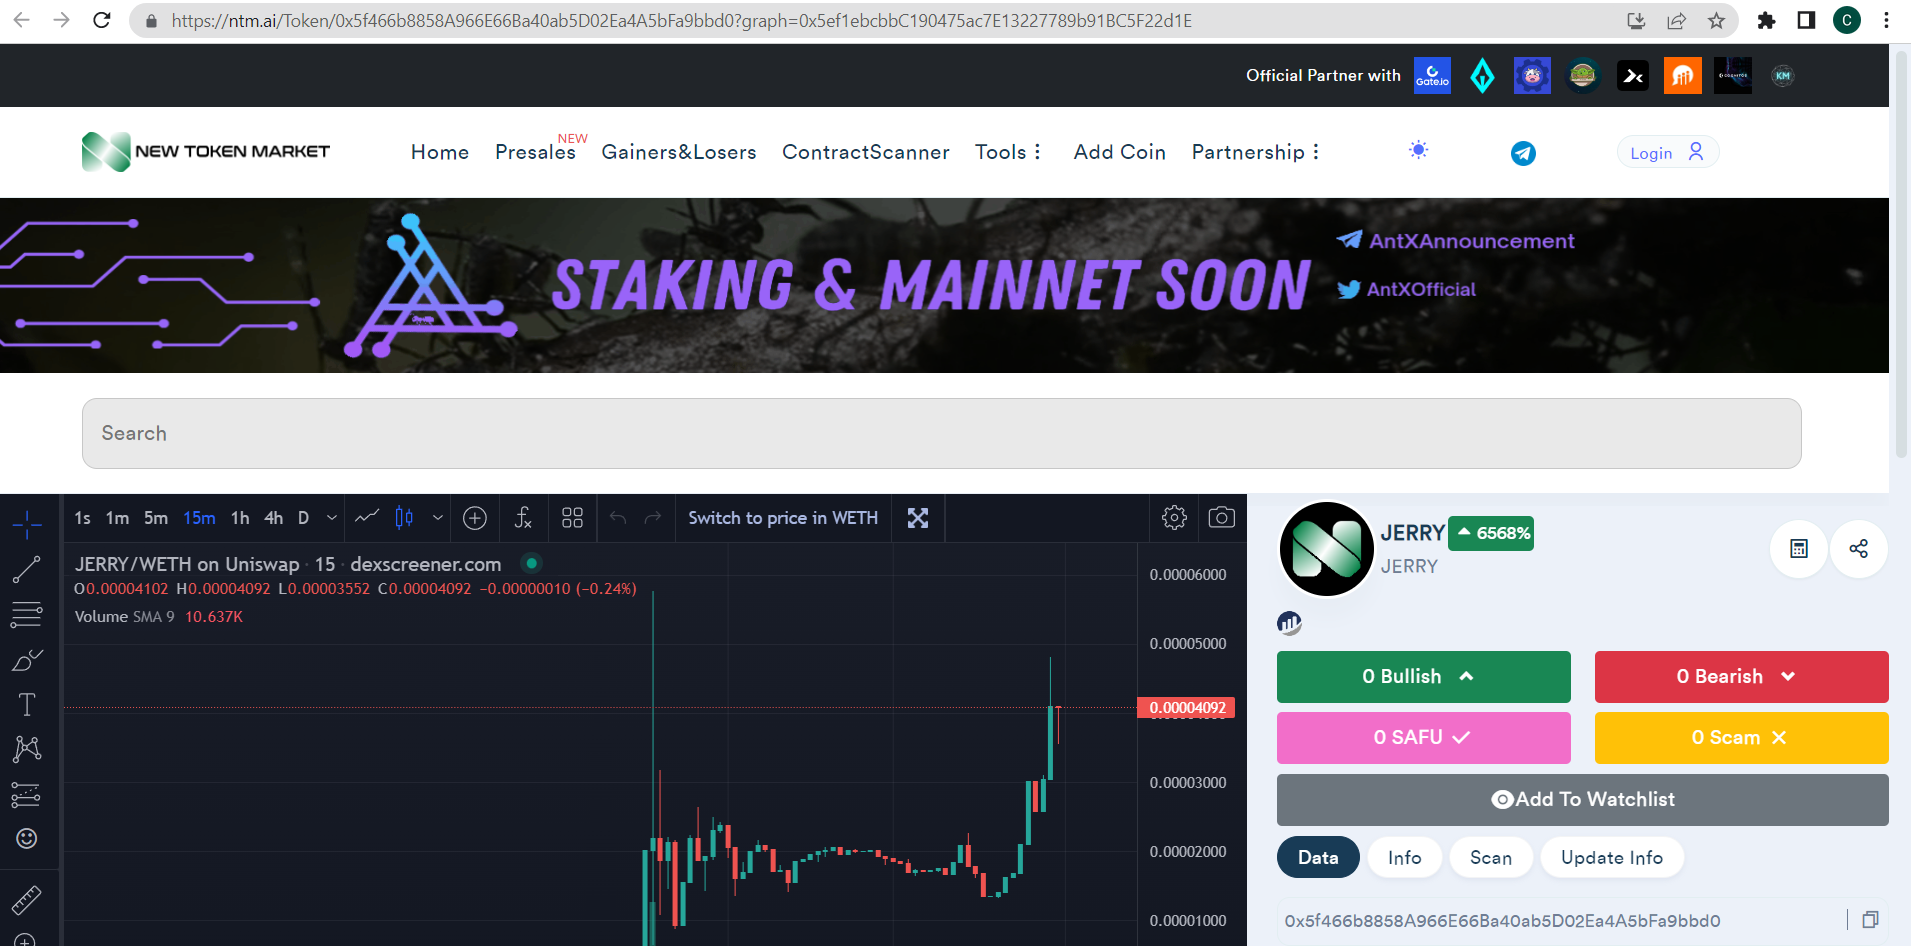 https://ntm.ai/Token/0x5f466b8858A966E66Ba40ab5D02Ea4A5bFa9bbd0?graph=0x5ef1ebcbbC190475ac7E13227789b91BC5F22d1E
C
Official Partner with
Gate.io
KM
NEW TOKEN MARKET
Home Presales NEW Gainers&Losers ContractScanner Tools Add Coin Partnership
Login
STAKING & MAINNET SOON
AntXAnnouncement
AntXOfficial
Search
1s 1m 5m 15m 1h 4h D
Switch to price in WETH
JERRY/WETH on Uniswap · 15 · dexscreener.com
O0.00004102 H0.00004092 L0.00003552 C0.00004092 −0.00000010 (−0.24%)
Volume SMA 9 10.637K
0.00006000
0.00005000
0.00004092
0.00003000
0.00002000
0.00001000
JERRY 6568%
JERRY
0 Bullish
0 Bearish
0 SAFU
0 Scam
Add To Watchlist
Data Info Scan Update Info
0x5f466b8858A966E66Ba40ab5D02Ea4A5bFa9bbd0